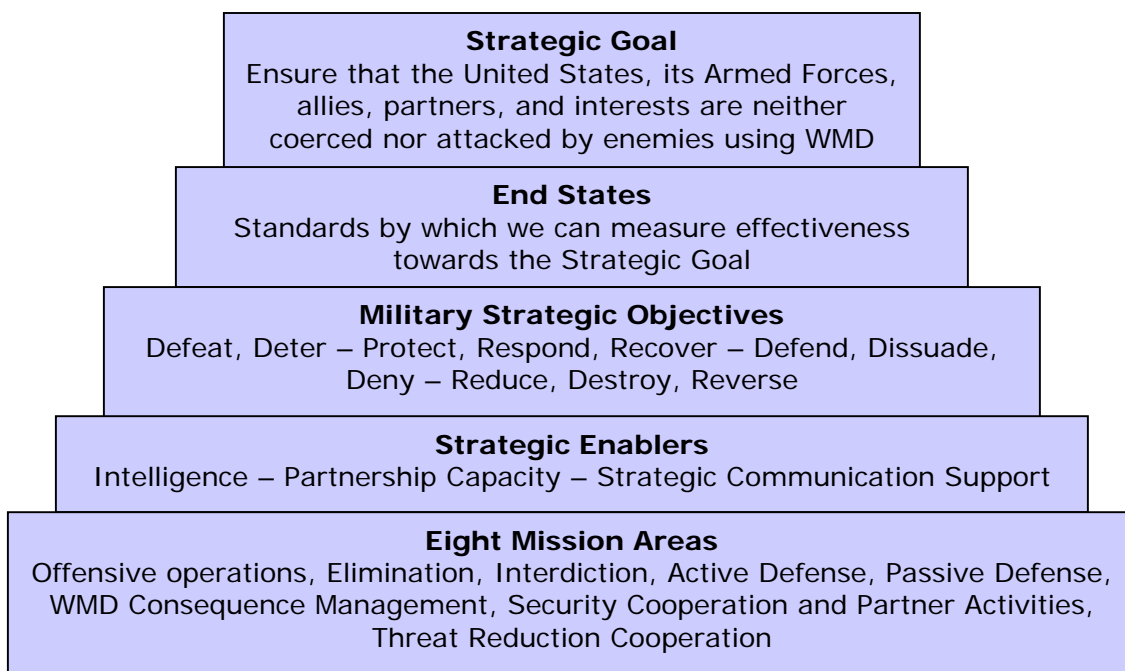 Strategic Goal
Ensure that the United States, its Armed Forces,
allies, partners, and interests are neither
coerced nor attacked by enemies using WMD
End States
Standards by which we can measure effectiveness
towards the Strategic Goal
Military Strategic Objectives
Defeat, Deter – Protect, Respond, Recover – Defend, Dissuade,
Deny – Reduce, Destroy, Reverse
Strategic Enablers
Intelligence – Partnership Capacity – Strategic Communication Support
Eight Mission Areas
Offensive operations, Elimination, Interdiction, Active Defense, Passive Defense,
WMD Consequence Management, Security Cooperation and Partner Activities,
Threat Reduction Cooperation